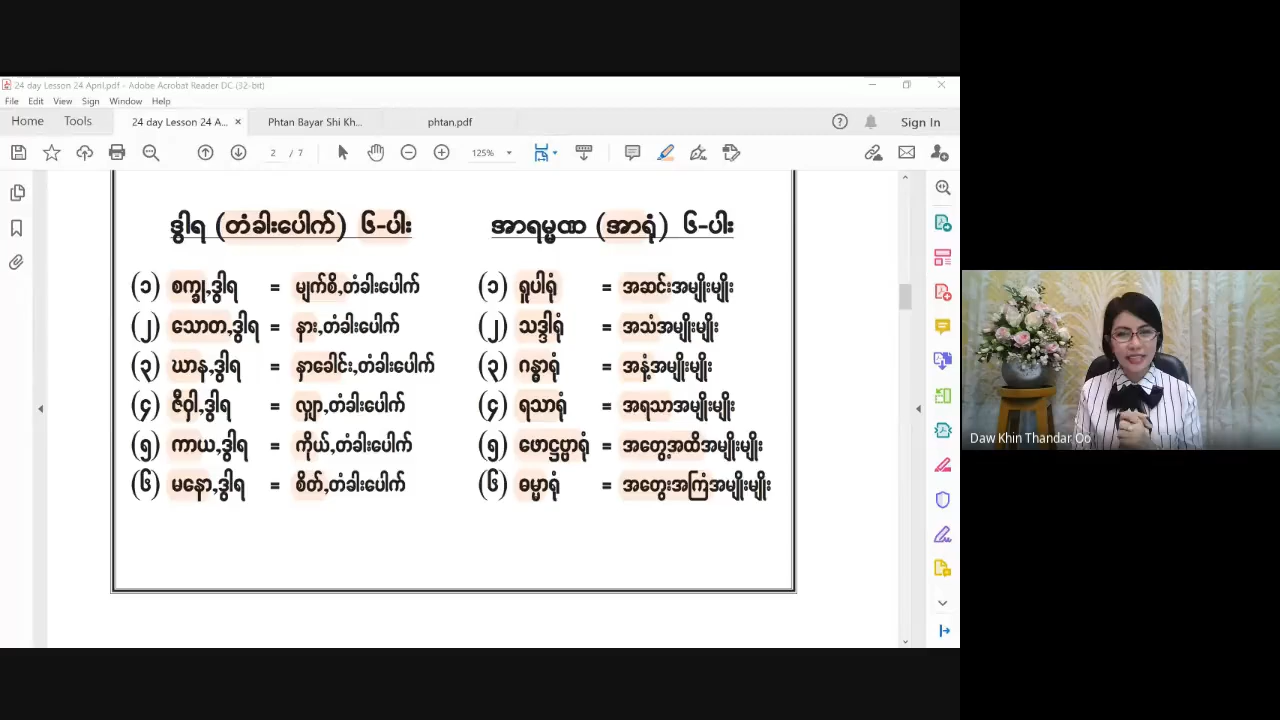 24 day Lesson 24 April.pdf - Adobe Acrobat Reader DC (32-bit)
File Edit View Sign Window Help
Home Tools 24 day Lesson 24 A... × Phtan Bayar Shi Kh... phtan.pdf Sign In
2 / 7 125%
ဒွါရ (တံခါးပေါက်) ၆-ပါး
(၁) စက္ခု,ဒွါရ = မျက်စိ,တံခါးပေါက်
(၂) သောတ,ဒွါရ = နား,တံခါးပေါက်
(၃) ဃာန,ဒွါရ = နှာခေါင်း,တံခါးပေါက်
(၄) ဇိဝှါ,ဒွါရ = လျှာ,တံခါးပေါက်
(၅) ကာယ,ဒွါရ = ကိုယ်,တံခါးပေါက်
(၆) မနော,ဒွါရ = စိတ်,တံခါးပေါက်
အာရမ္မဏ (အာရုံ) ၆-ပါး
(၁) ရူပါရုံ = အဆင်းအမျိုးမျိုး
(၂) သဒ္ဒါရုံ = အသံအမျိုးမျိုး
(၃) ဂန္ဓာရုံ = အနံ့အမျိုးမျိုး
(၄) ရသာရုံ = အရသာအမျိုးမျိုး
(၅) ဖောဋ္ဌဗ္ဗာရုံ = အတွေ့အထိအမျိုးမျိုး
(၆) ဓမ္မာရုံ = အတွေးအကြံအမျိုးမျိုး
Daw Khin Thandar Oo